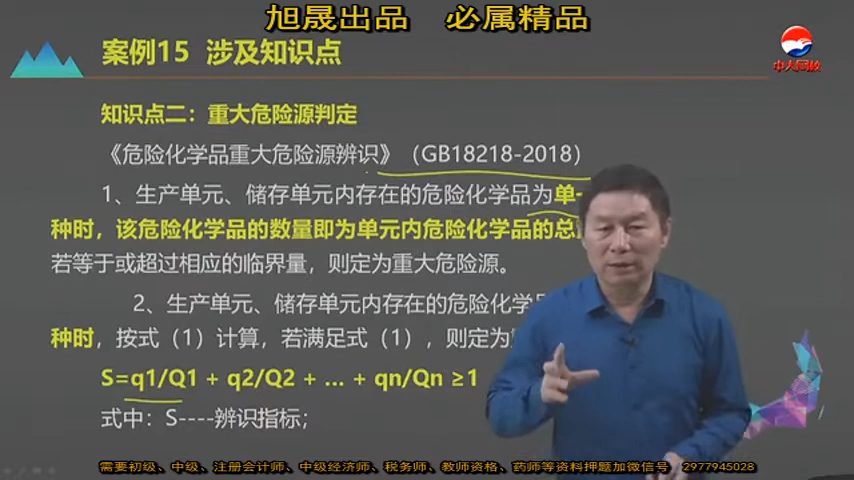 旭晟出品 必属精品
案例15 涉及知识点
中大网校
知识点二：重大危险源判定
《危险化学品重大危险源辨识》（GB18218-2018）
1、生产单元、储存单元内存在的危险化学品为单
种时，该危险化学品的数量即为单元内危险化学品的总
若等于或超过相应的临界量，则定为重大危险源。
2、生产单元、储存单元内存在的危险化学
种时，按式（1）计算，若满足式（1），则定为
S=q1/Q1 + q2/Q2 + ... + qn/Qn ≥1
式中：S----辨识指标；
需要初级、中级、注册会计师、中级经济师、税务师、教师资格、药师等资料押题加微信号 2977945028